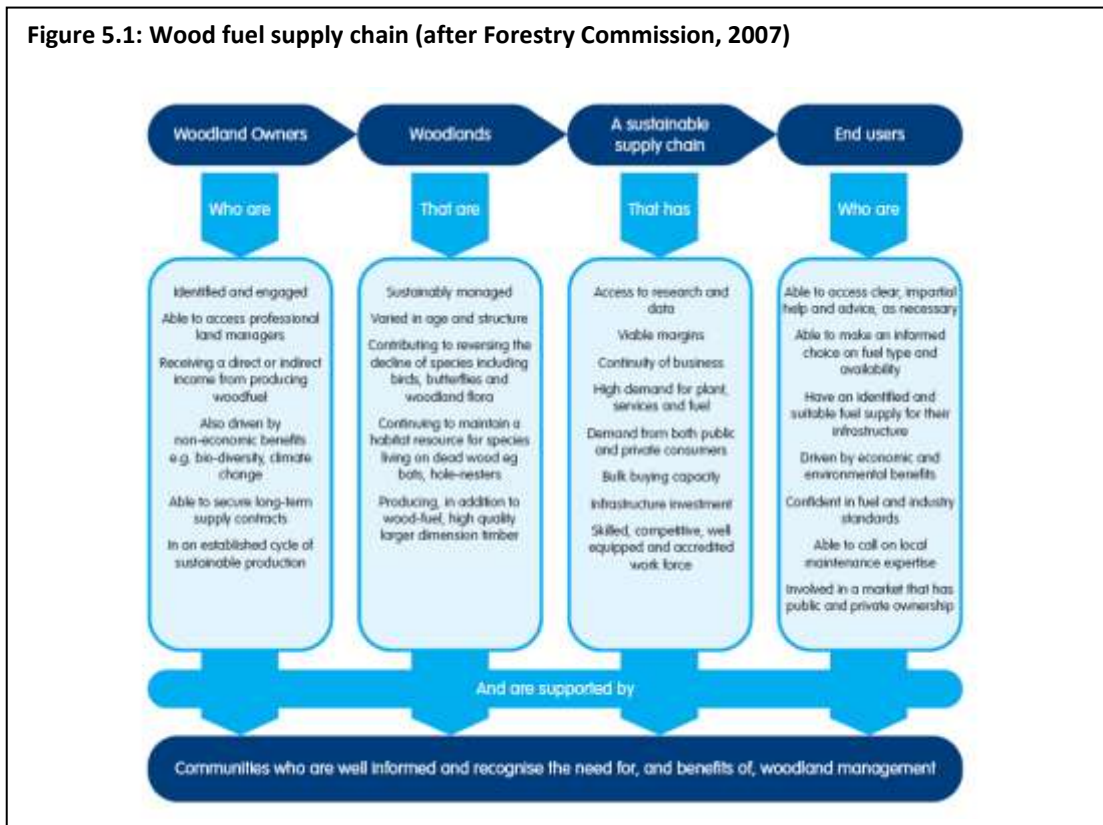 Figure 5.1: Wood fuel supply chain (after Forestry Commission, 2007)
Woodland Owners
Woodlands
A sustainable
supply chain
End users
Who are
That are
That has
Who are
Identified and engaged
Able to access professional
land managers
Receiving a direct or indirect
income from producing
woodfuel
Also driven by
non-economic benefits
e.g. bio-diversity, climate
change
Able to secure long-term
supply contracts
In an established cycle of
sustainable production
Sustainably managed
Varied in age and structure
Contributing to reversing the
decline of species including
birds, butterflies and
woodland flora
Continuing to maintain a
habitat resource for species
living on dead wood eg
bats, hole-nesters
Producing, in addition to
wood-fuel, high quality
larger dimension timber
Access to research and
data
Viable margins
Continuity of business
High demand for plant,
services and fuel
Demand from both public
and private consumers
Bulk buying capacity
Infrastructure investment
Skilled, competitive, well
equipped and accredited
work force
Able to access clear, impartial
help and advice, as necessary
Able to make an informed
choice on fuel type and
availability
Have an identified and
suitable fuel supply for their
infrastructure
Driven by economic and
environmental benefits
Confident in fuel and industry
standards
Able to call on local
maintenance expertise
Involved in a market that has
public and private ownership
And are supported by
Communities who are well informed and recognise the need for, and benefits of, woodland management